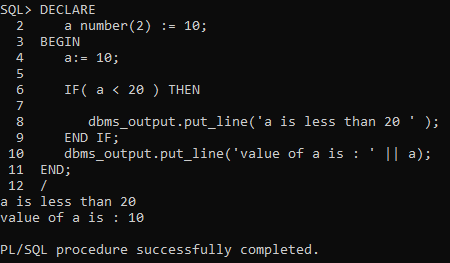 SQL> DECLARE
  2     a number(2) := 10;
  3  BEGIN
  4     a:= 10;
  5
  6     IF( a < 20 ) THEN
  7
  8        dbms_output.put_line('a is less than 20 ' );
  9     END IF;
 10     dbms_output.put_line('value of a is : ' || a);
 11  END;
 12  /
a is less than 20
value of a is : 10

PL/SQL procedure successfully completed.